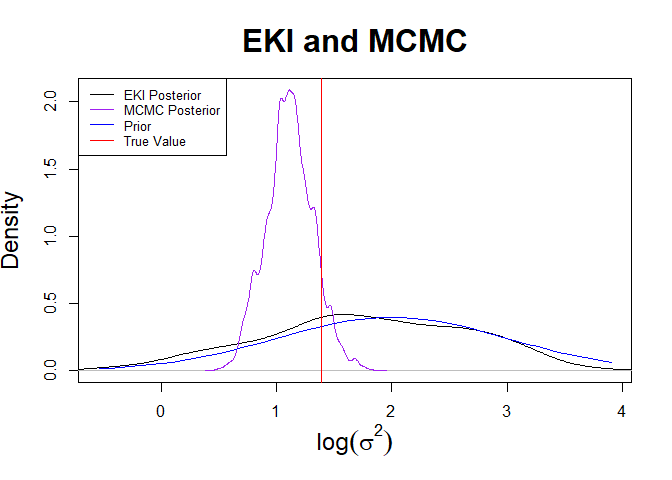 EKI and MCMC
EKI Posterior
MCMC Posterior
Prior
True Value
Density
2.0
1.5
1.0
0.5
0.0
0 1 2 3 4
log(σ²)